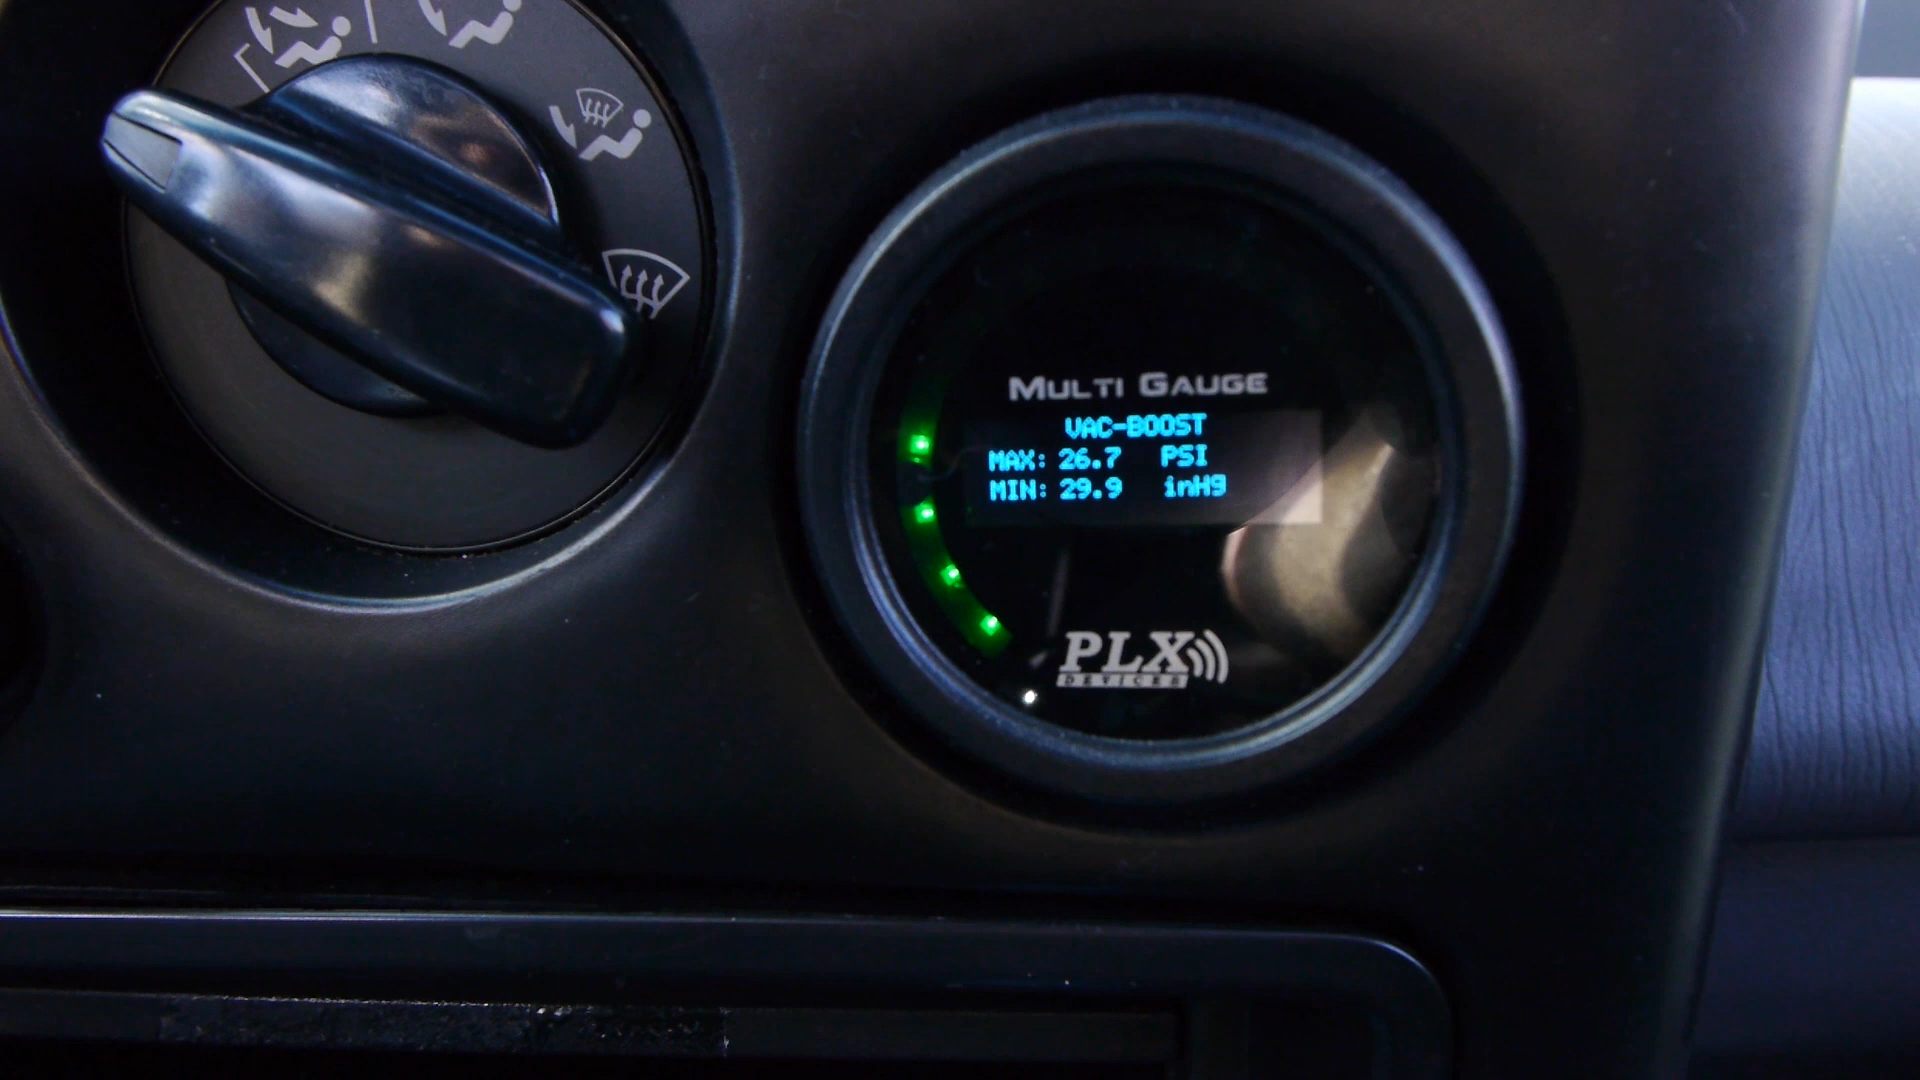 MULTI GAUGE
VAC-BOOST
MAX: 26.7 PSI
MIN: 29.9 inHg
PLX
DEVICES